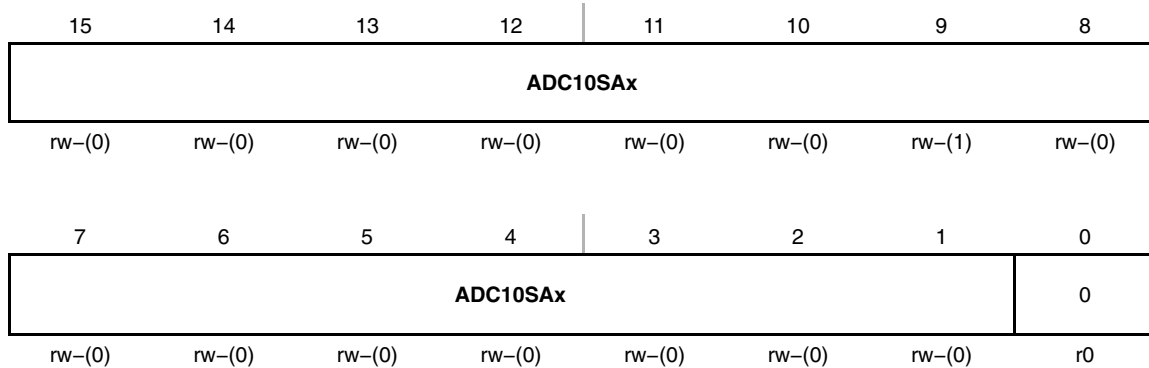 15 14 13 12 11 10 9 8
ADC10SAx
rw−(0) rw−(0) rw−(0) rw−(0) rw−(0) rw−(0) rw−(1) rw−(0)
7 6 5 4 3 2 1 0
ADC10SAx 0
rw−(0) rw−(0) rw−(0) rw−(0) rw−(0) rw−(0) rw−(0) r0